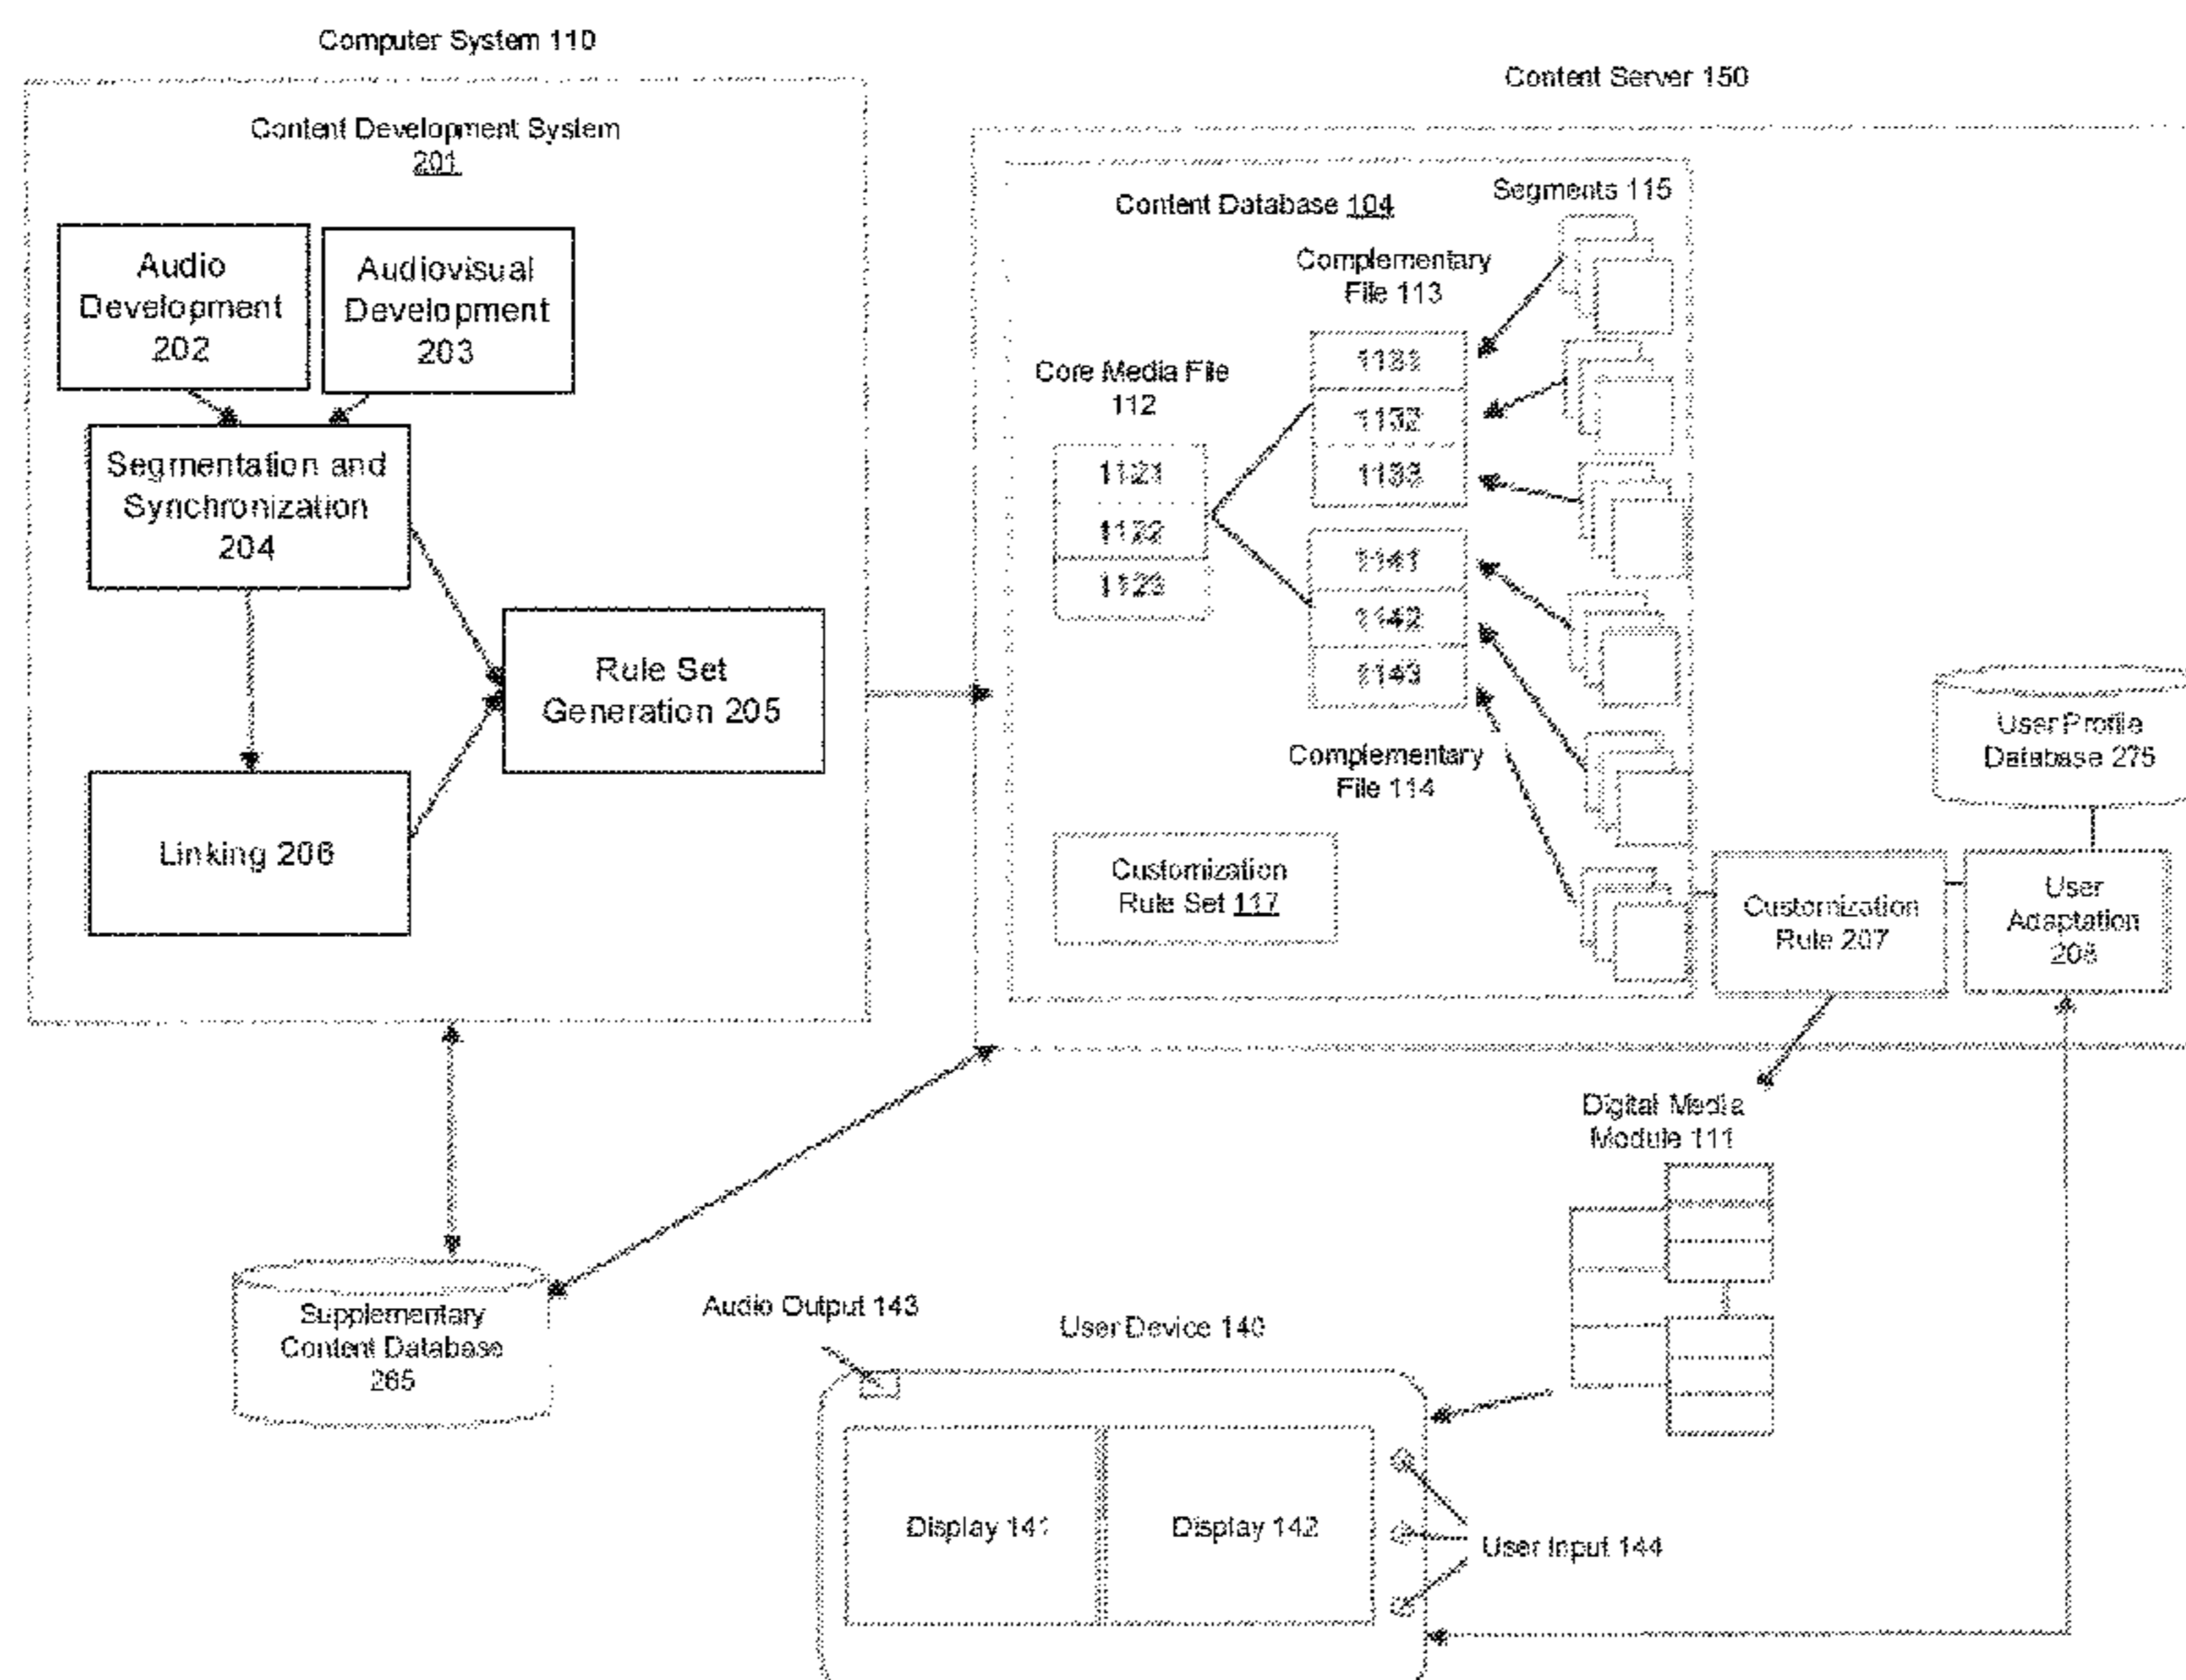 Computer System 110
Content Development System
201
Audio
Development
202
Audiovisual
Development
203
Segmentation and
Synchronization
204
Rule Set
Generation 205
Linking 206
Content Server 150
Content Database 104
Segments 115
Complementary
File 113
Core Media File
112
1131
1132
1133
1121
1122
1123
1141
1142
1143
Complementary
File 114
Customization
Rule Set 117
User Profile
Database 275
Customization
Rule 207
User
Adaptation
208
Digital Media
Module 111
Supplementary
Content Database
265
Audio Output 143
User Device 140
Display 141
Display 142
User Input 144